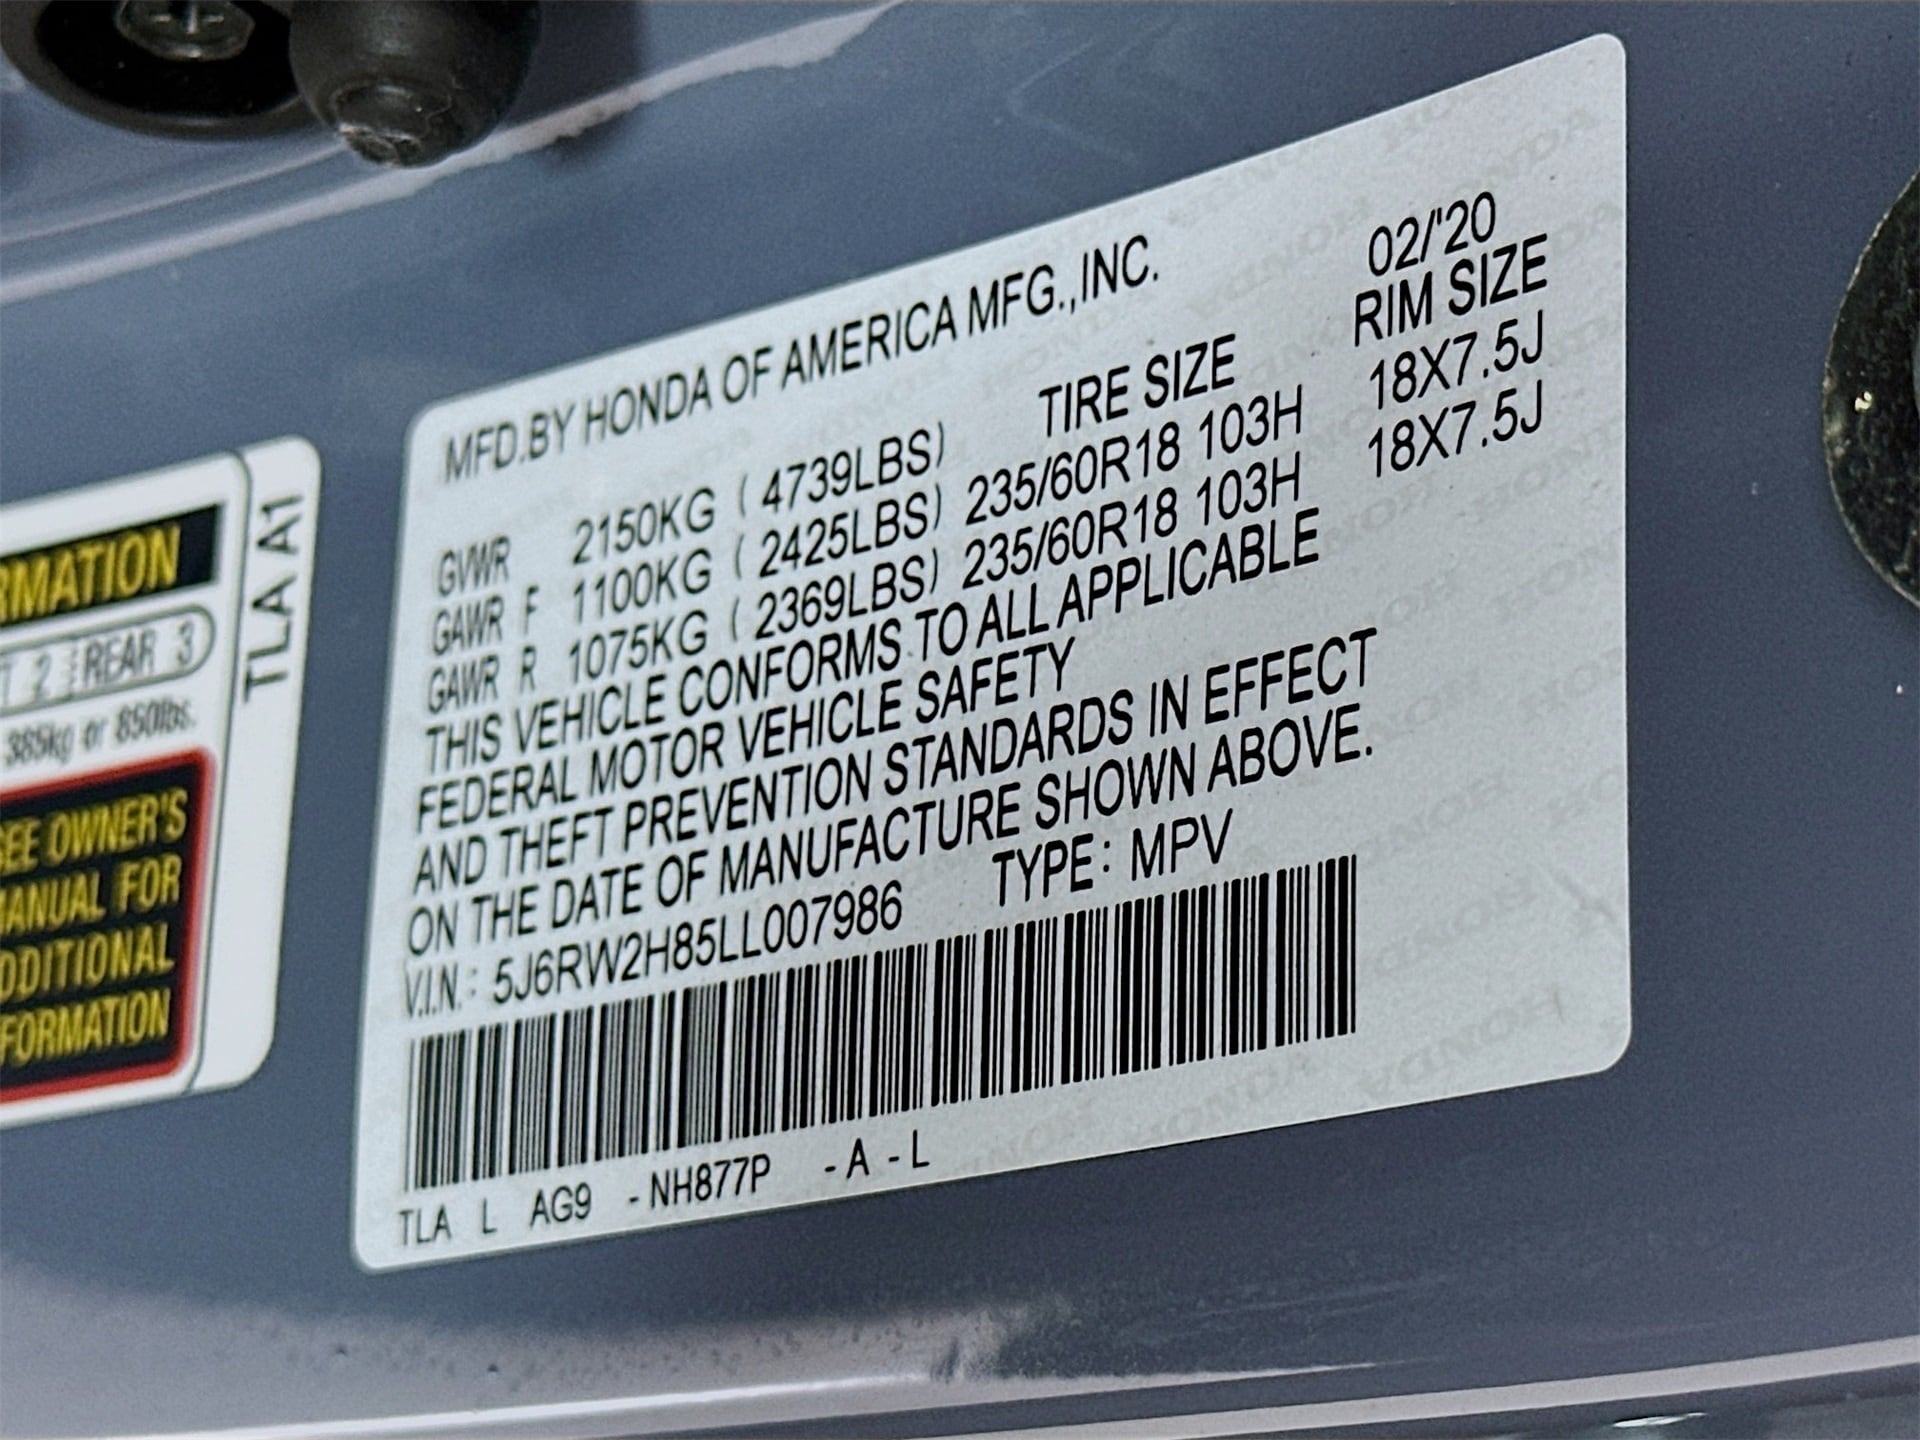 MFD.BY HONDA OF AMERICA MFG.,INC. 02/'20
TIRE SIZE RIM SIZE
GVWR 2150KG ( 4739LBS)
GAWR F 1100KG ( 2425LBS) 235/60R18 103H 18X7.5J
GAWR R 1075KG ( 2369LBS) 235/60R18 103H 18X7.5J
THIS VEHICLE CONFORMS TO ALL APPLICABLE
FEDERAL MOTOR VEHICLE SAFETY
AND THEFT PREVENTION STANDARDS IN EFFECT
ON THE DATE OF MANUFACTURE SHOWN ABOVE.
V.I.N.: 5J6RW2H85LL007986 TYPE: MPV
TLA L AG9 -NH877P -A -L
RMATION
T 2 REAR 3
385kg or 850lbs.
SEE OWNER'S
MANUAL FOR
DDITIONAL
FORMATION
TLA A1